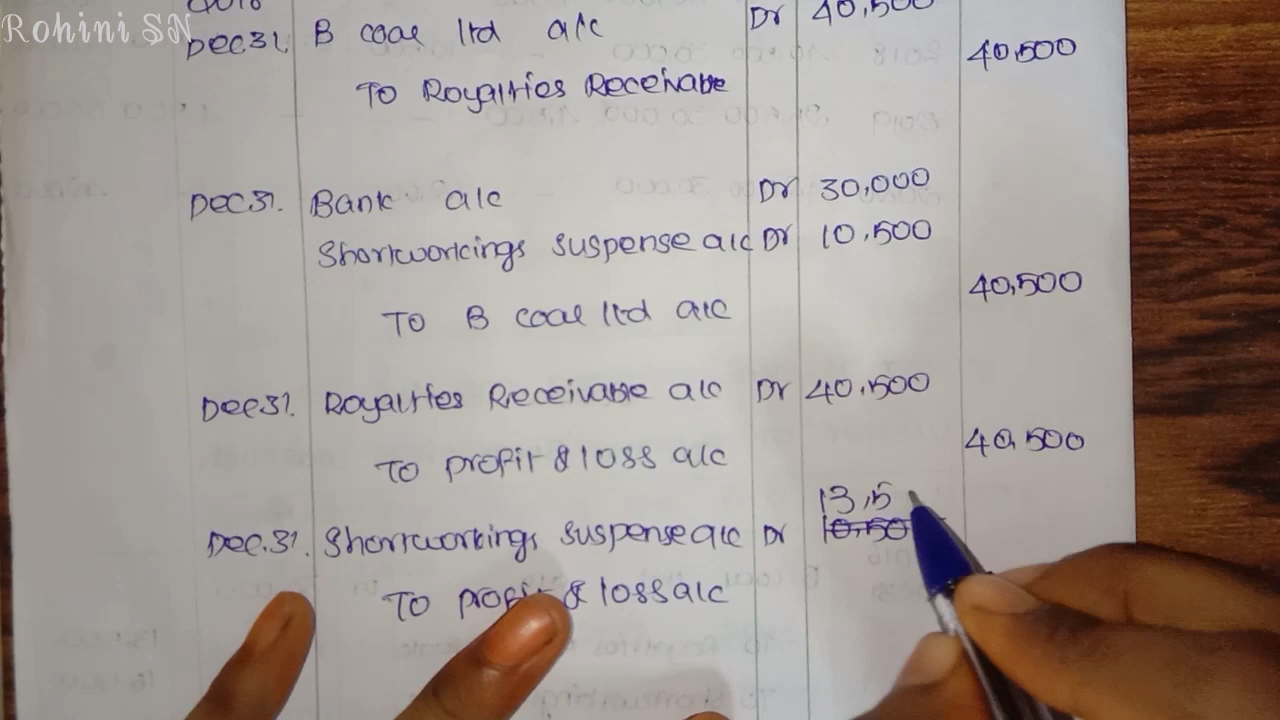 Rohini SN
Dec31. B coal ltd a/c Dr 40,500
To Royalties Receivable 40,500
Dec31. Bank a/c Dr 30,000
Shortworkings suspense a/c Dr 10,500
To B coal ltd a/c 40,500
Dec31. Royalties Receivable a/c Dr 40,500
To profit & loss a/c 40,500
13,5
Dec.31. Shortworkings suspense a/c Dr 10,50
To profit & loss a/c